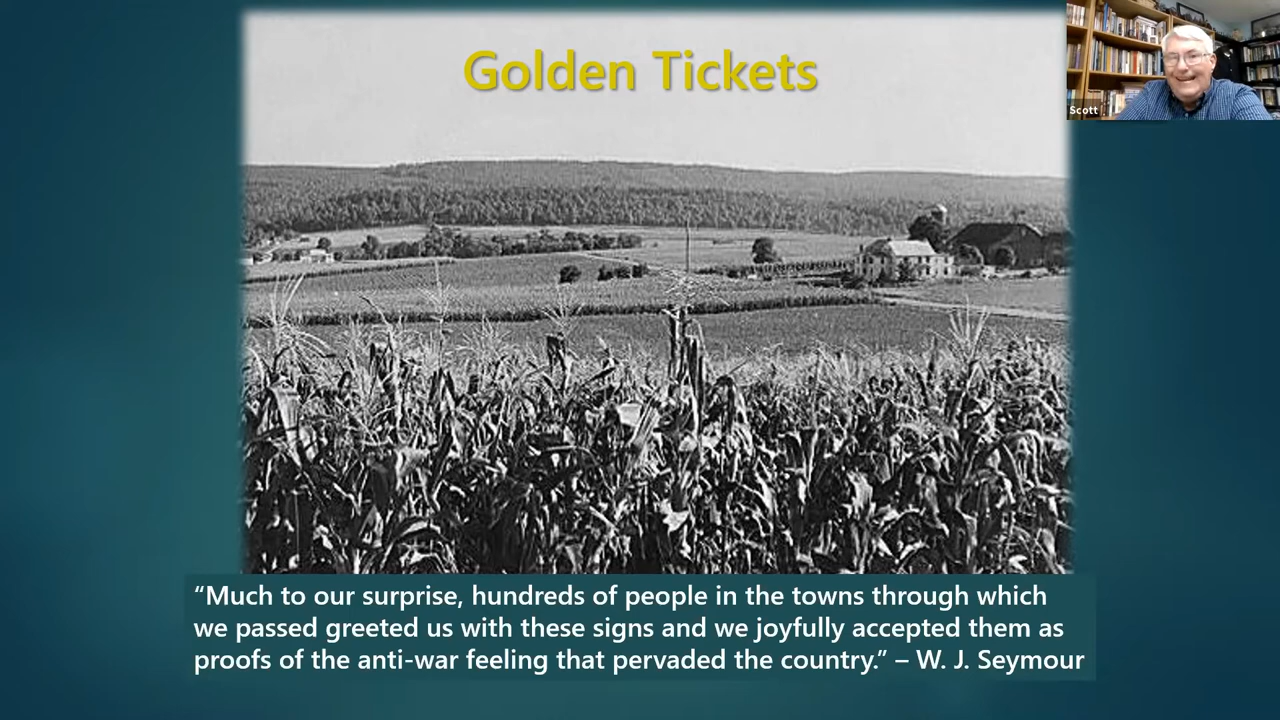 Golden Tickets
Scott
“Much to our surprise, hundreds of people in the towns through which
we passed greeted us with these signs and we joyfully accepted them as
proofs of the anti-war feeling that pervaded the country.” – W. J. Seymour